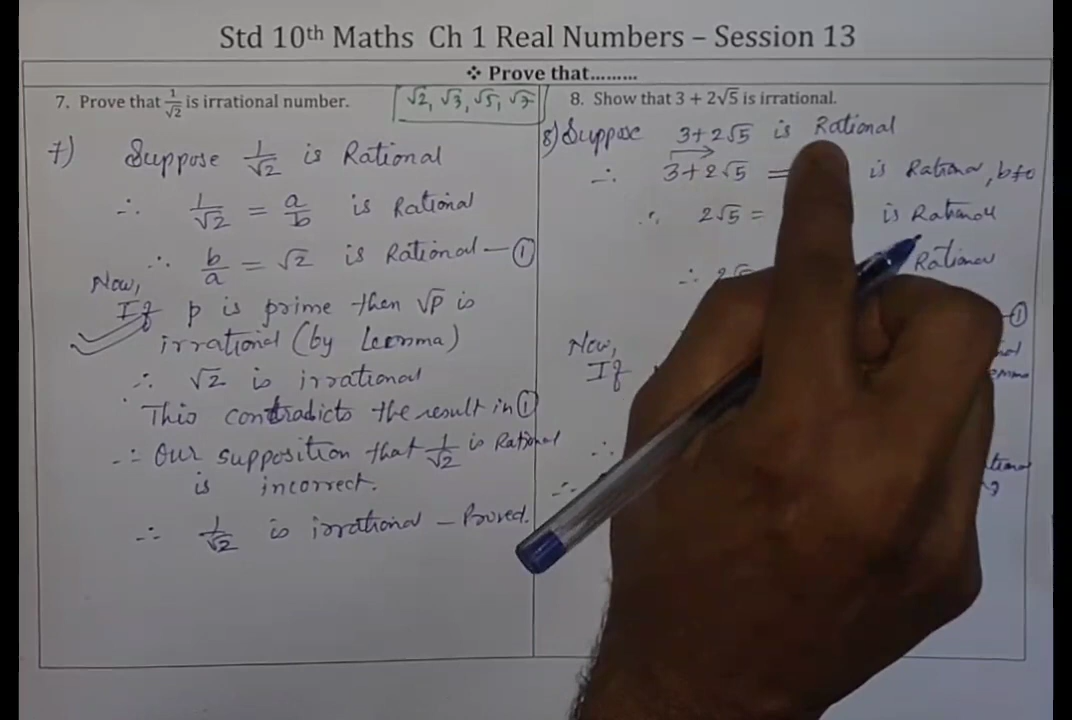 Std 10th Maths Ch 1 Real Numbers – Session 13
❖ Prove that.........
7. Prove that 1/√2 is irrational number.
√2, √3, √5, √7
7) Suppose 1/√2 is Rational
∴ 1/√2 = a/b is Rational
∴ b/a = √2 is Rational — ①
Now,
If p is prime then √p is
irrational (by Lemma)
∴ √2 is irrational
This contradicts the result in ①
∴ Our supposition that 1/√2 is Rational
is incorrect.
∴ 1/√2 is irrational – Proved.
8. Show that 3 + 2√5 is irrational.
8) Suppose 3+2√5 is Rational
∴ 3+2√5 = is Rational, b≠0
∴ 2√5 = is Rational
∴ Rational
①
Now,
If
∴
∴